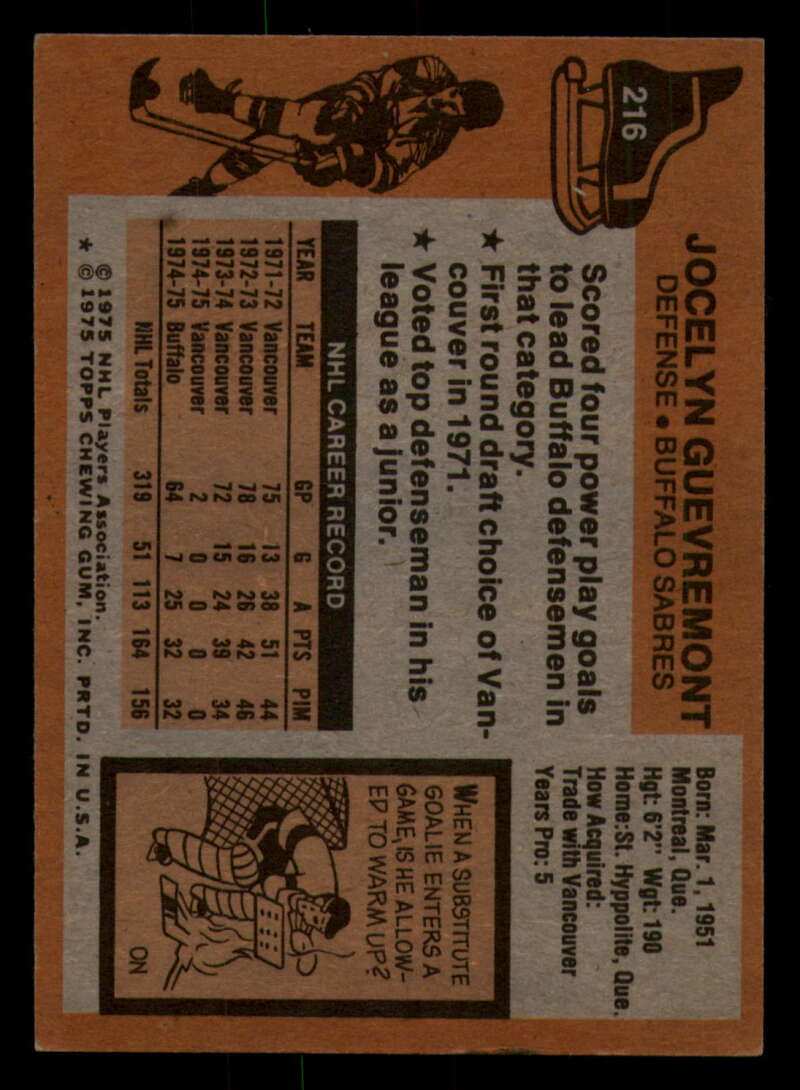 216
JOCELYN GUEVREMONT
DEFENSE • BUFFALO SABRES
Scored four power play goals
to lead Buffalo defensemen in
that category.
★ First round draft choice of Van-
couver in 1971.
★ Voted top defenseman in his
league as a junior.
Born: Mar. 1, 1951
Montreal, Que.
Hgt: 6'2" Wgt: 190
Home: St. Hyppolite, Que.
How Acquired:
Trade with Vancouver
Years Pro: 5
NHL CAREER RECORD
YEAR TEAM GP G A PTS PIM
1971-72 Vancouver 75 13 38 51 44
1972-73 Vancouver 78 16 26 42 46
1973-74 Vancouver 72 15 24 39 34
1974-75 Vancouver 2 0 0 0 0
1974-75 Buffalo 64 7 25 32 32
NHL Totals 319 51 113 164 156
WHEN A SUBSTITUTE
GOALIE ENTERS A
GAME, IS HE ALLOW-
ED TO WARM UP?
NO
© 1975 NHL Players Association.
★ © 1975 TOPPS CHEWING GUM, INC. PRTD. IN U.S.A.